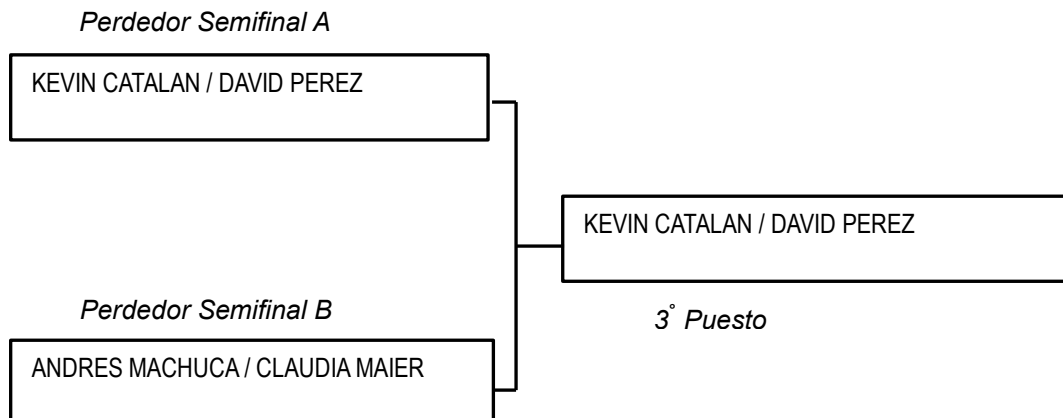 Perdedor Semifinal A
KEVIN CATALAN / DAVID PEREZ
KEVIN CATALAN / DAVID PEREZ
Perdedor Semifinal B
3° Puesto
ANDRES MACHUCA / CLAUDIA MAIER